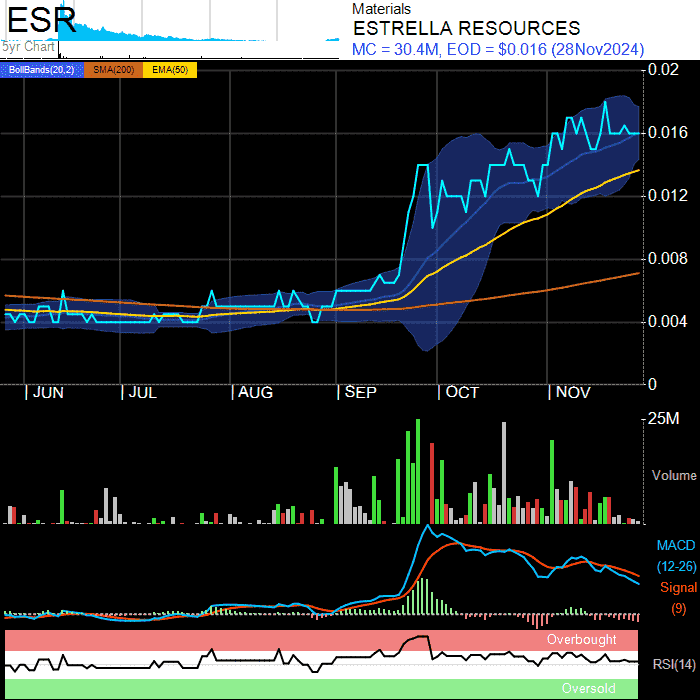 ESR
5yr Chart
Materials
ESTRELLA RESOURCES
MC = 30.4M, EOD = $0.016 (28Nov2024)
BollBands(20,2) SMA(200) EMA(50)
0.02
0.016
0.012
0.008
0.004
0
JUN JUL AUG SEP OCT NOV
25M
Volume
MACD
(12-26)
Signal
(9)
Overbought
RSI(14)
Oversold